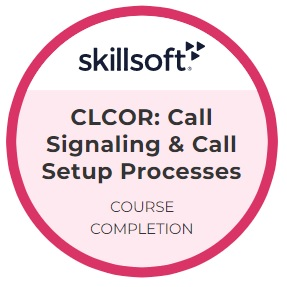 skillsoft®
CLCOR: Call
Signaling & Call
Setup Processes
COURSE
COMPLETION